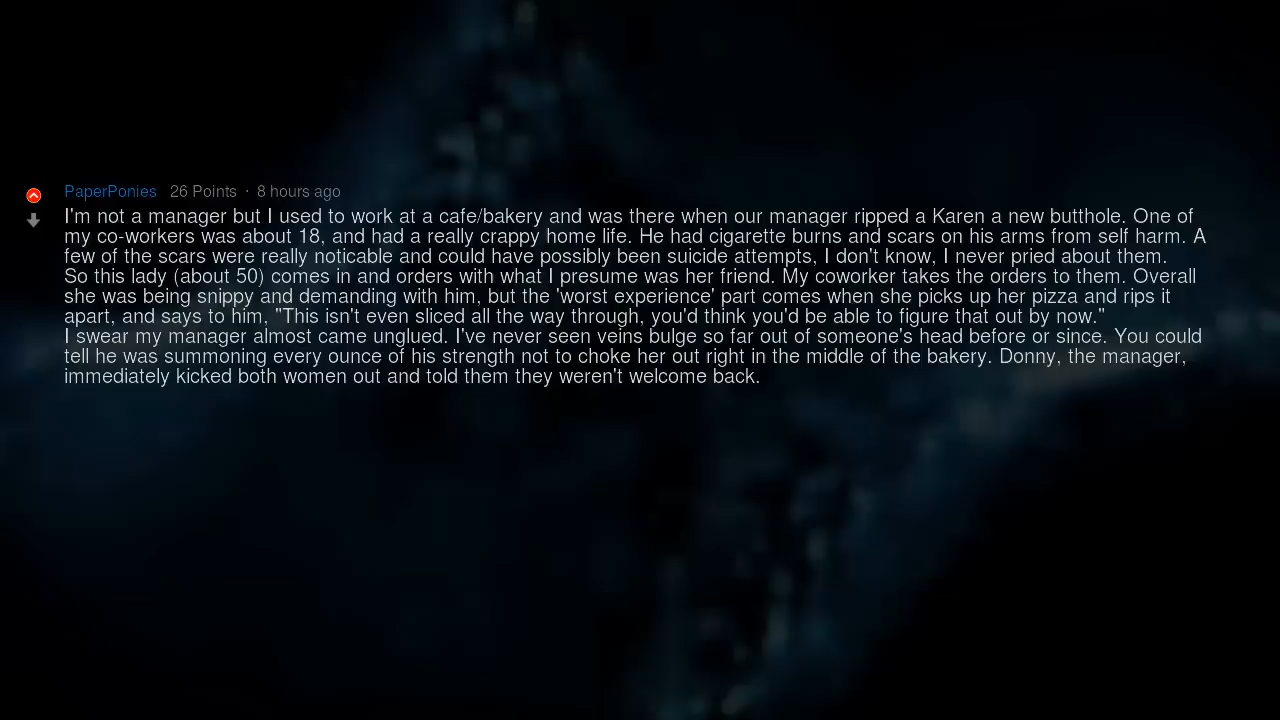 PaperPonies 26 Points · 8 hours ago
I'm not a manager but I used to work at a cafe/bakery and was there when our manager ripped a Karen a new butthole. One of
my co-workers was about 18, and had a really crappy home life. He had cigarette burns and scars on his arms from self harm. A
few of the scars were really noticable and could have possibly been suicide attempts, I don't know, I never pried about them.
So this lady (about 50) comes in and orders with what I presume was her friend. My coworker takes the orders to them. Overall
she was being snippy and demanding with him, but the 'worst experience' part comes when she picks up her pizza and rips it
apart, and says to him, "This isn't even sliced all the way through, you'd think you'd be able to figure that out by now."
I swear my manager almost came unglued. I've never seen veins bulge so far out of someone's head before or since. You could
tell he was summoning every ounce of his strength not to choke her out right in the middle of the bakery. Donny, the manager,
immediately kicked both women out and told them they weren't welcome back.